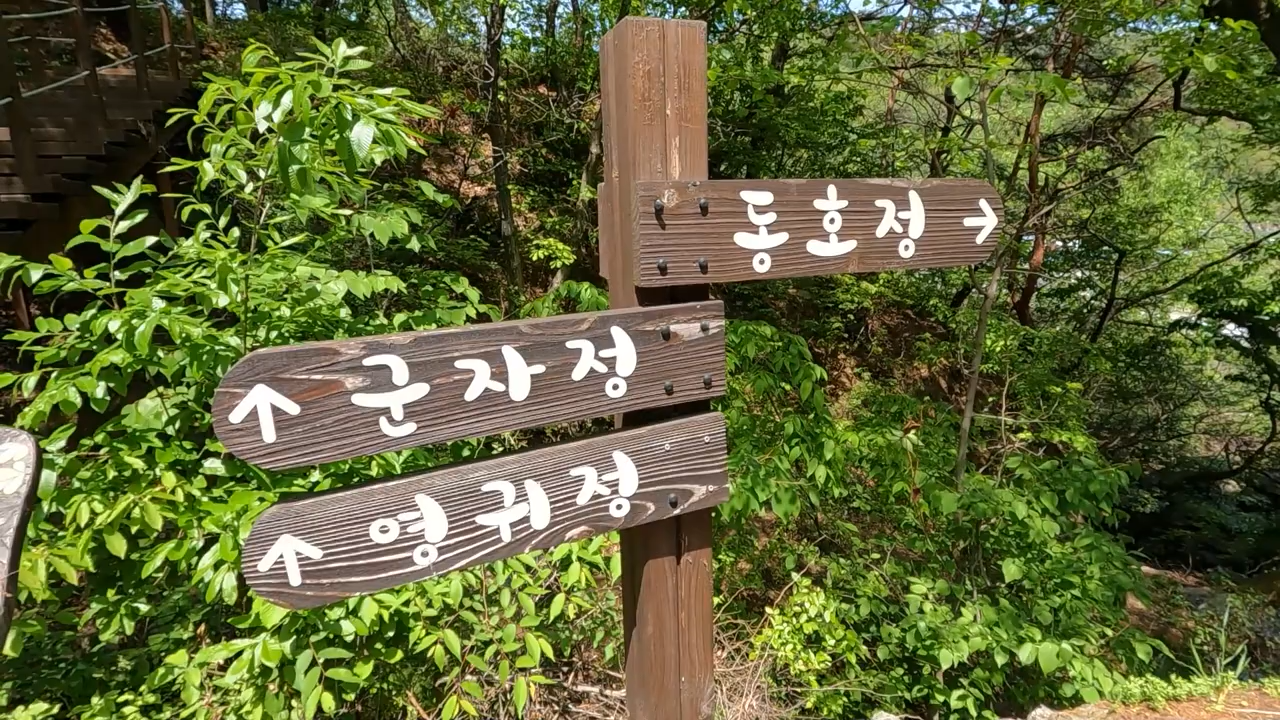 동호정 →
↑ 군자정
↑ 영귀정